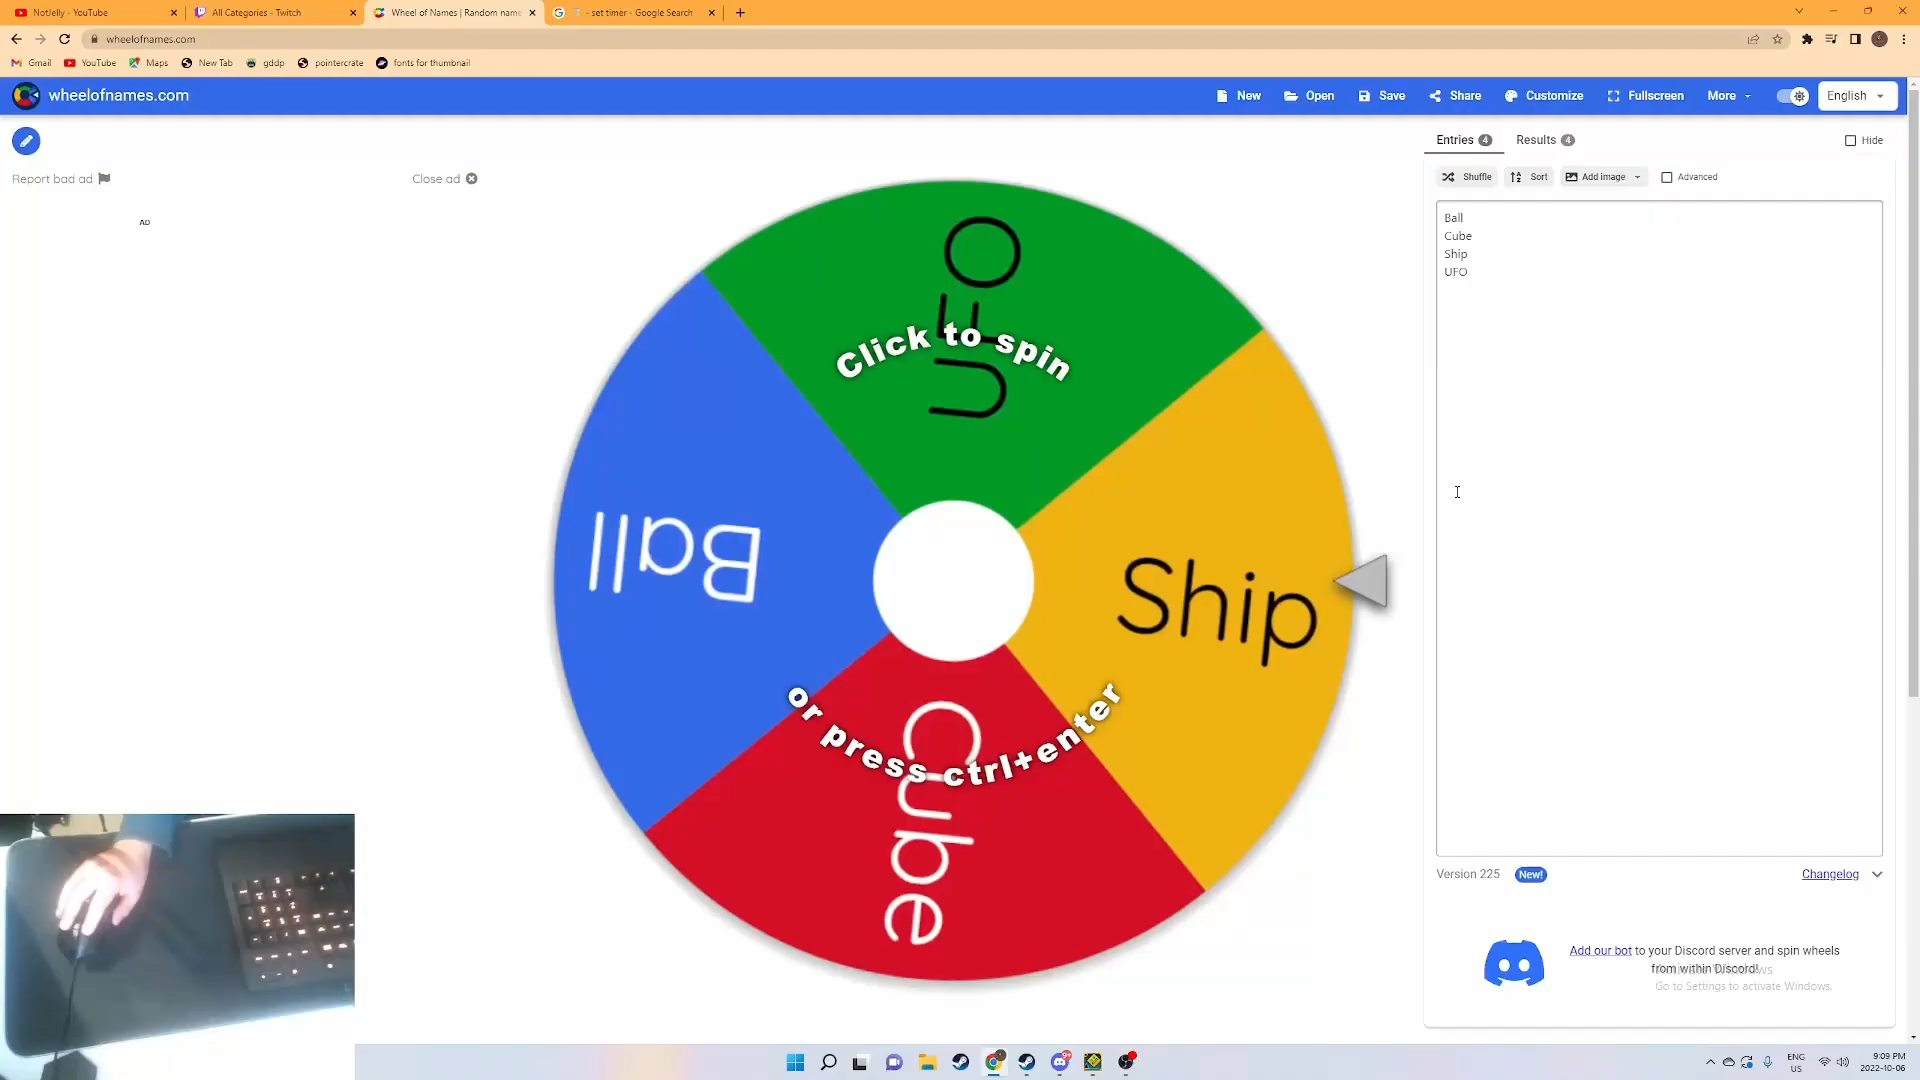 NotJelly - YouTube
All Categories - Twitch
Wheel of Names | Random name
- set timer - Google Search
wheelofnames.com
Gmail
YouTube
Maps
New Tab
gddp
pointercrate
fonts for thumbnail
wheelofnames.com
New
Open
Save
Share
Customize
Fullscreen
More
English
Report bad ad
Close ad
AD
Entries 4
Results 4
Hide
Shuffle
Sort
Add image
Advanced
Ball
Cube
Ship
UFO
UFO
Click to spin
Ball
Ship
or press ctrl+enter
Cube
Version 225
New!
Changelog
Add our bot to your Discord server and spin wheels
from within Discord!
Activate Windows
Go to Settings to activate Windows.
ENG
US
9:09 PM
2022-10-06